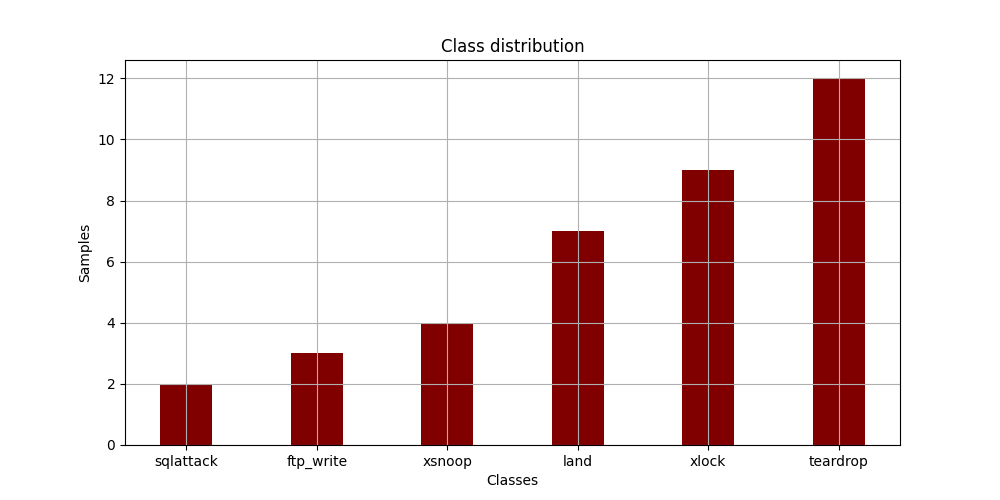 Class distribution
12
10
8
6
4
2
0
Samples
sqlattack ftp_write xsnoop land xlock teardrop
Classes